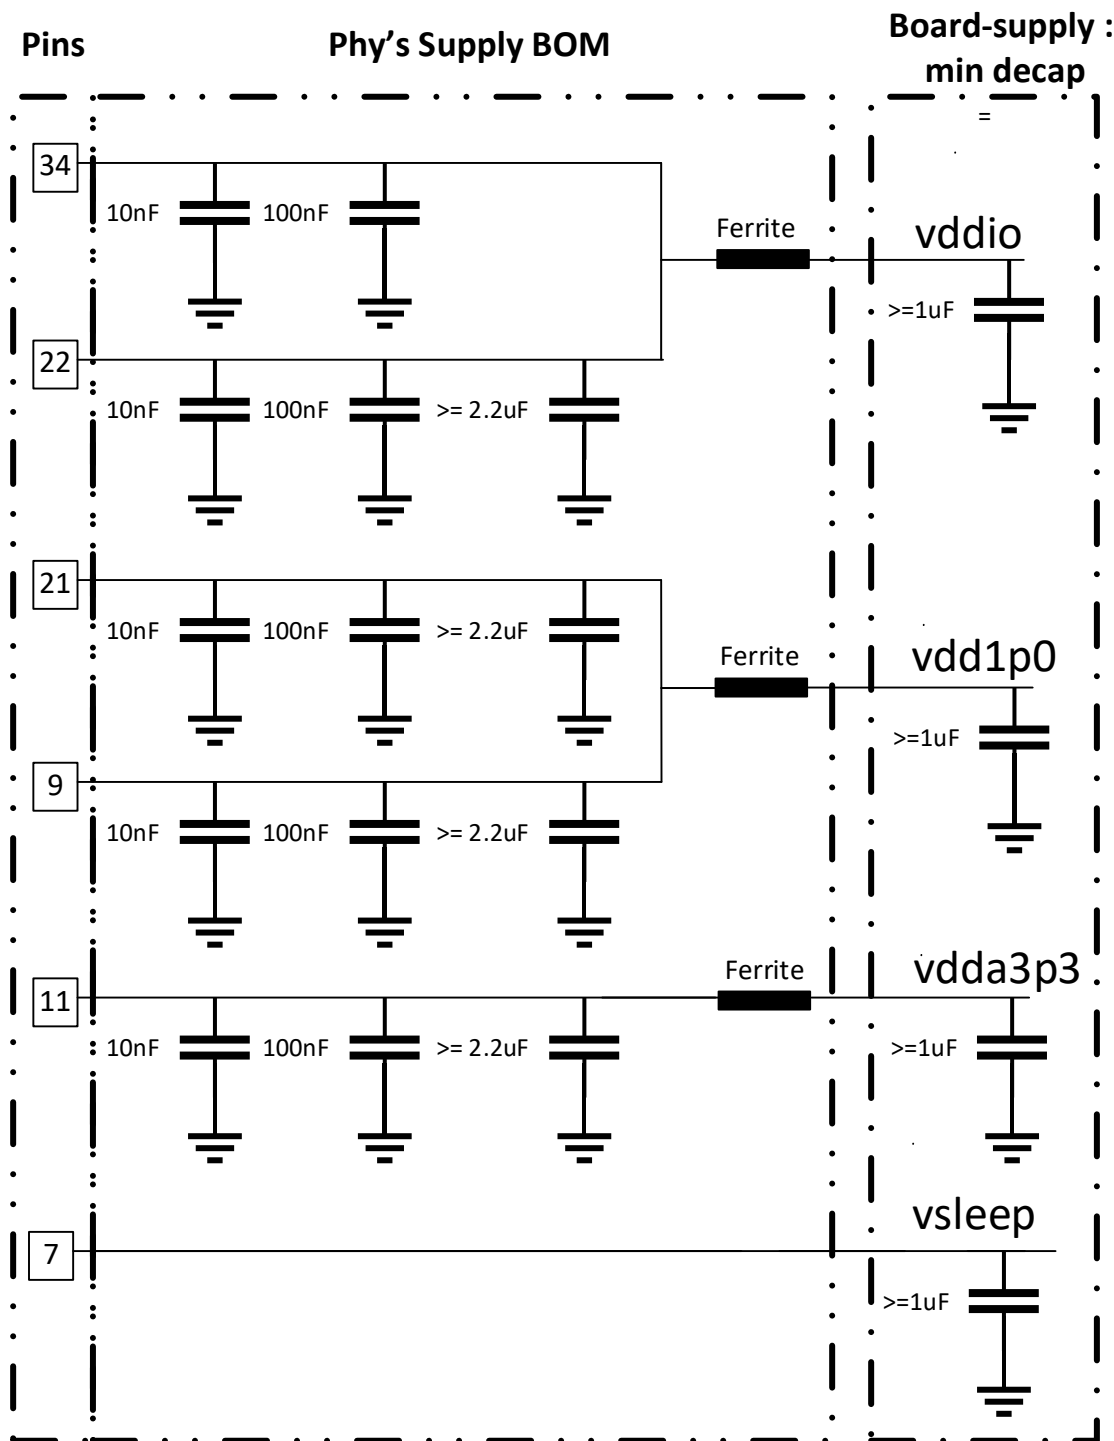 Pins
Phy's Supply BOM
Board-supply :
min decap
=
34
10nF
100nF
Ferrite
vddio
>=1uF
22
10nF
100nF
>= 2.2uF
21
10nF
100nF
>= 2.2uF
Ferrite
vdd1p0
>=1uF
9
10nF
100nF
>= 2.2uF
11
Ferrite
vdda3p3
10nF
100nF
>= 2.2uF
>=1uF
7
vsleep
>=1uF